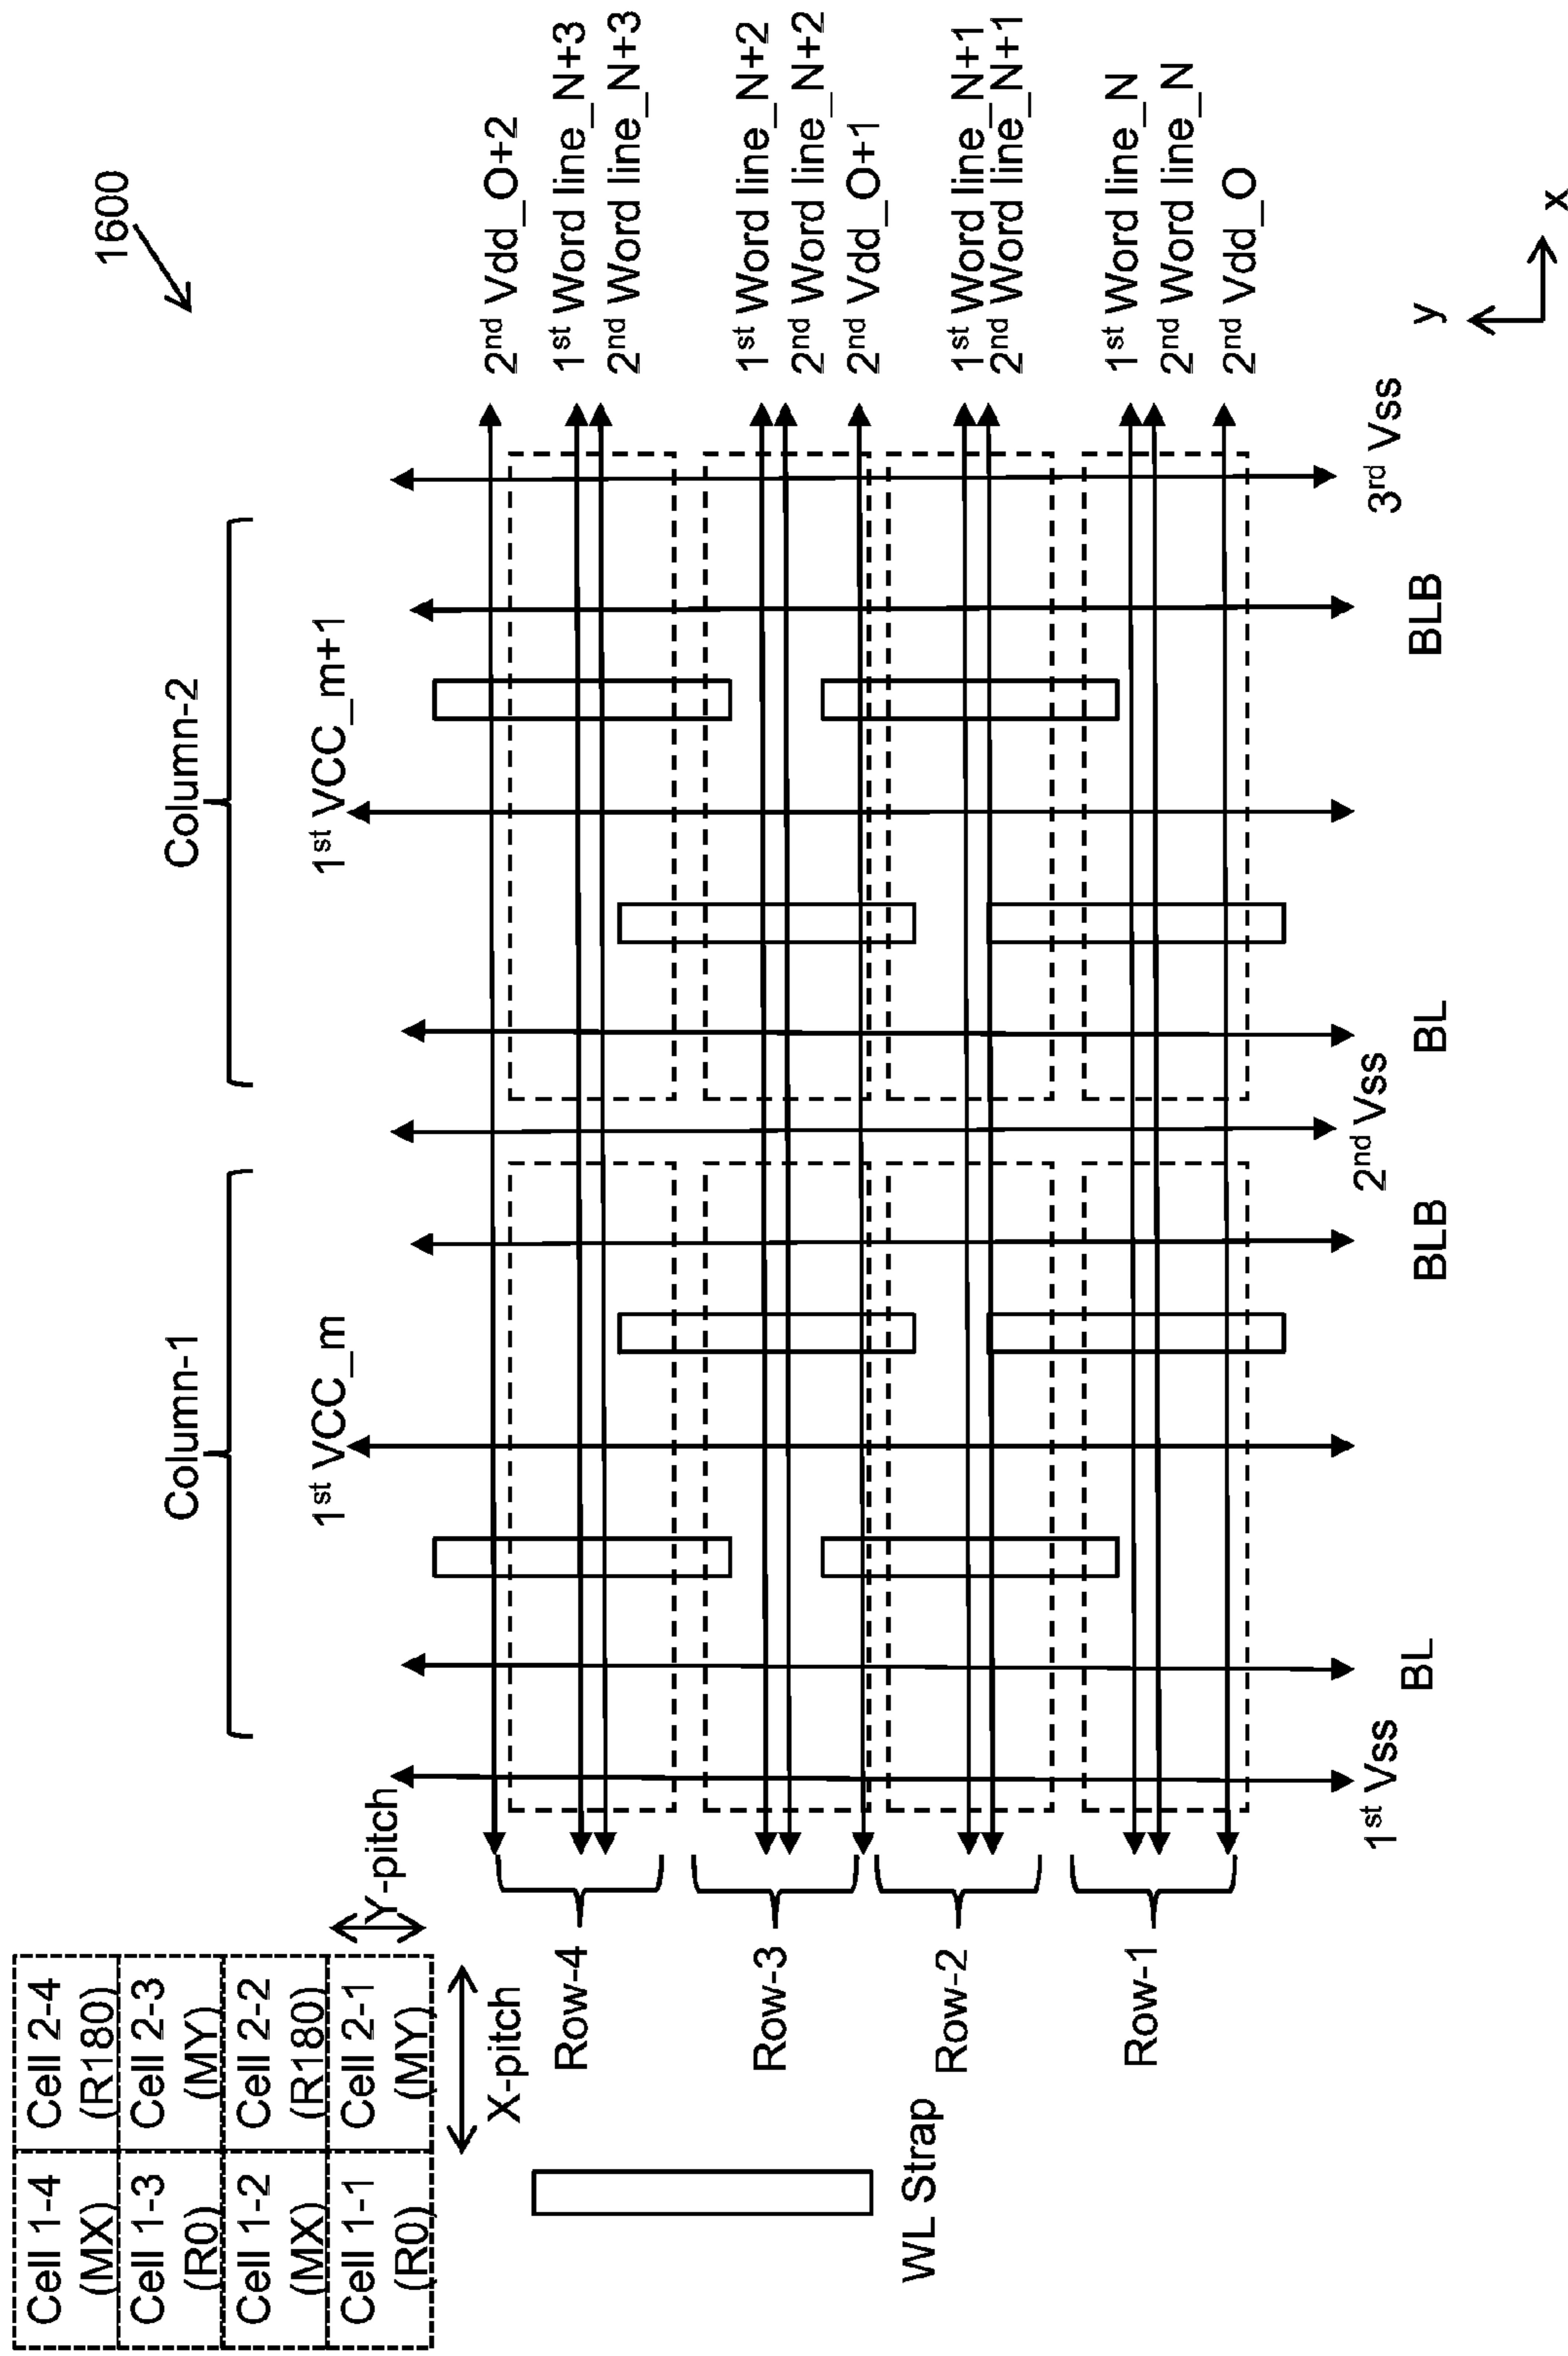 1600
Cell 1-4
(MX)
Cell 2-4
(R180)
Cell 1-3
(R0)
Cell 2-3
(MY)
Cell 1-2
(MX)
Cell 2-2
(R180)
Cell 1-1
(R0)
Cell 2-1
(MY)
Y-pitch
X-pitch
WL Strap
Column-1
Column-2
1st VCC_m
1st VCC_m+1
Row-4
Row-3
Row-2
Row-1
2nd Vdd_O+2
1st Word line_N+3
2nd Word line_N+3
1st Word line_N+2
2nd Word line_N+2
2nd Vdd_O+1
1st Word line_N+1
2nd Word line_N+1
1st Word line_N
2nd Word line_N
2nd Vdd_O
1st Vss
BL
BLB
2nd Vss
BL
BLB
3rd Vss
y
x